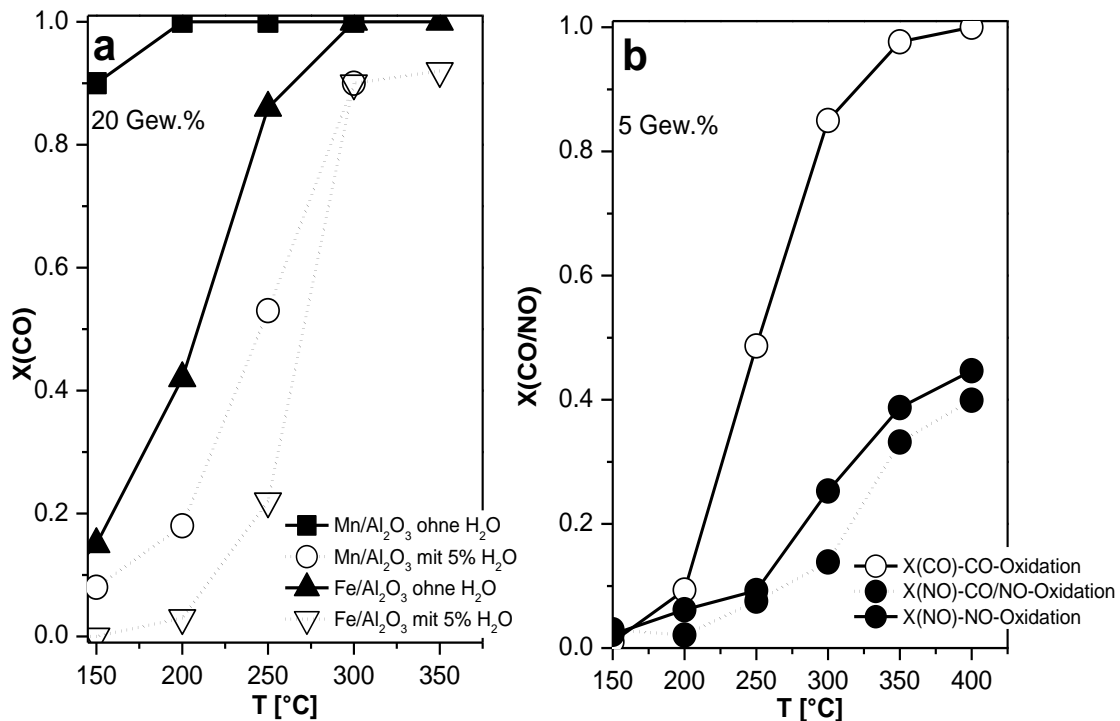 a
20 Gew.%
X(CO)
1.0
0.8
0.6
0.4
0.2
0.0
150 200 250 300 350
T [°C]
Mn/Al₂O₃ ohne H₂O
Mn/Al₂O₃ mit 5% H₂O
Fe/Al₂O₃ ohne H₂O
Fe/Al₂O₃ mit 5% H₂O
b
5 Gew.%
X(CO/NO)
1.0
0.8
0.6
0.4
0.2
0.0
150 200 250 300 350 400
T [°C]
X(CO)-CO-Oxidation
X(NO)-CO/NO-Oxidation
X(NO)-NO-Oxidation